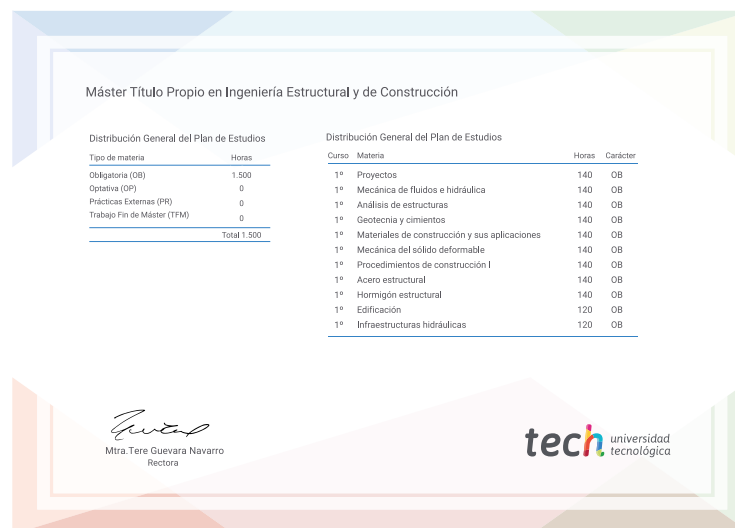 Máster Título Propio en Ingeniería Estructural y de Construcción
Distribución General del Plan de Estudios
Tipo de materia Horas
Obligatoria (OB) 1.500
Optativa (OP) 0
Prácticas Externas (PR) 0
Trabajo Fin de Máster (TFM) 0
Total 1.500
Distribución General del Plan de Estudios
Curso Materia Horas Carácter
1º Proyectos 140 OB
1º Mecánica de fluidos e hidráulica 140 OB
1º Análisis de estructuras 140 OB
1º Geotecnia y cimientos 140 OB
1º Materiales de construcción y sus aplicaciones 140 OB
1º Mecánica del sólido deformable 140 OB
1º Procedimientos de construcción I 140 OB
1º Acero estructural 140 OB
1º Hormigón estructural 140 OB
1º Edificación 120 OB
1º Infraestructuras hidráulicas 120 OB
Mtra.Tere Guevara Navarro
Rectora
tech universidad
tecnológica